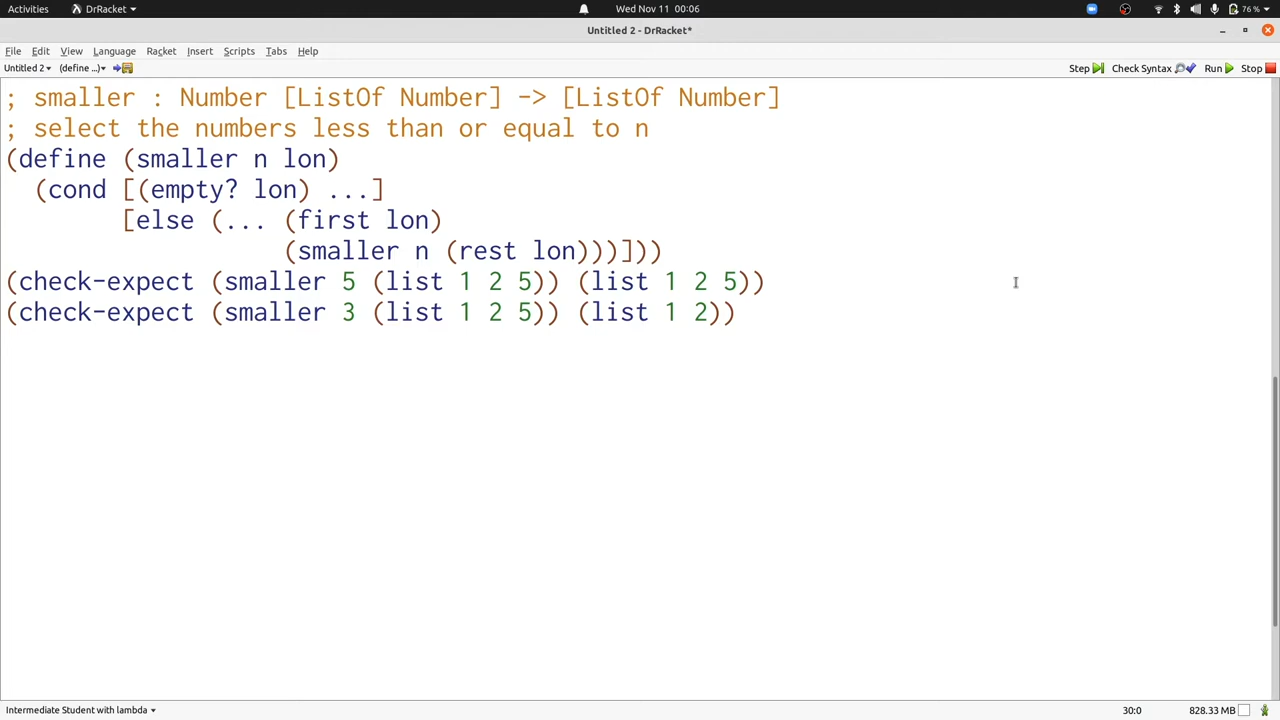 Activities DrRacket Wed Nov 11 00:06 76 %
Untitled 2 - DrRacket*
File Edit View Language Racket Insert Scripts Tabs Help
Untitled 2 (define ...) Step Check Syntax Run Stop
; smaller : Number [ListOf Number] -> [ListOf Number]
; select the numbers less than or equal to n
(define (smaller n lon)
  (cond [(empty? lon) ...]
        [else (... (first lon)
                   (smaller n (rest lon)))]))
(check-expect (smaller 5 (list 1 2 5)) (list 1 2 5))
(check-expect (smaller 3 (list 1 2 5)) (list 1 2))
Intermediate Student with lambda 30:0 828.33 MB